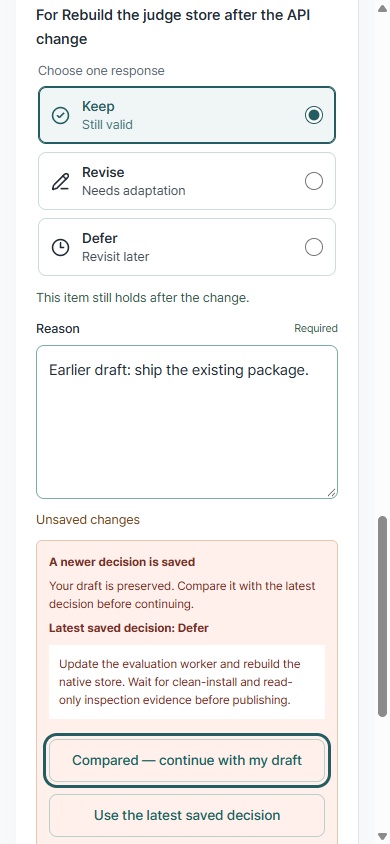 For Rebuild the judge store after the API
change
Choose one response
Keep
Still valid
Revise
Needs adaptation
Defer
Revisit later
This item still holds after the change.
Reason
Required
Earlier draft: ship the existing package.
Unsaved changes
A newer decision is saved
Your draft is preserved. Compare it with the latest
decision before continuing.
Latest saved decision: Defer
Update the evaluation worker and rebuild the
native store. Wait for clean-install and read-
only inspection evidence before publishing.
Compared — continue with my draft
Use the latest saved decision